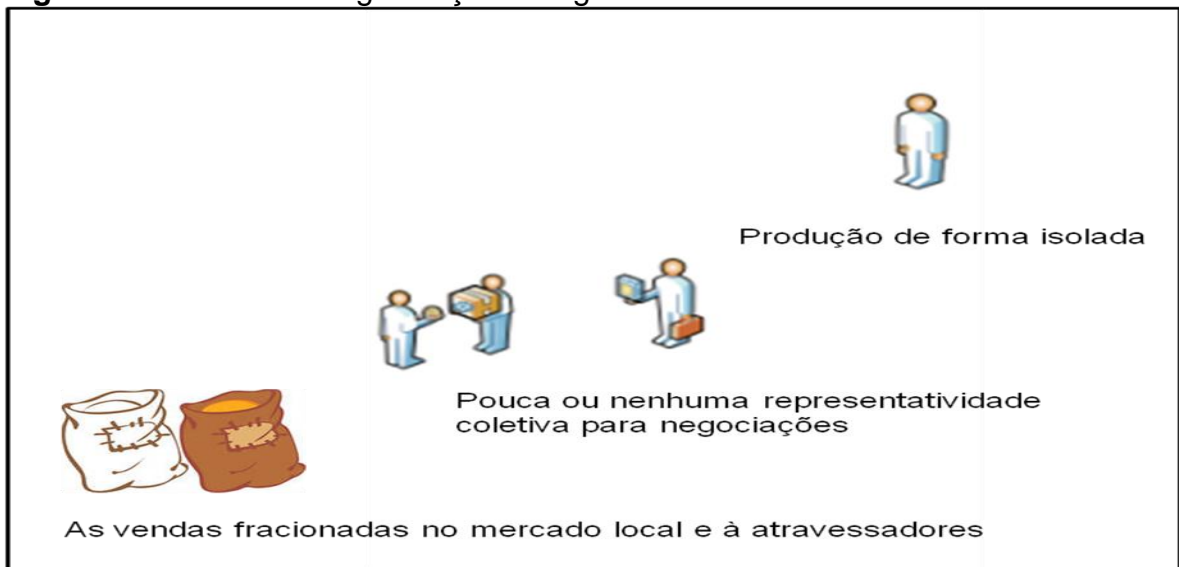 Produção de forma isolada
Pouca ou nenhuma representatividade
coletiva para negociações
As vendas fracionadas no mercado local e à atravessadores